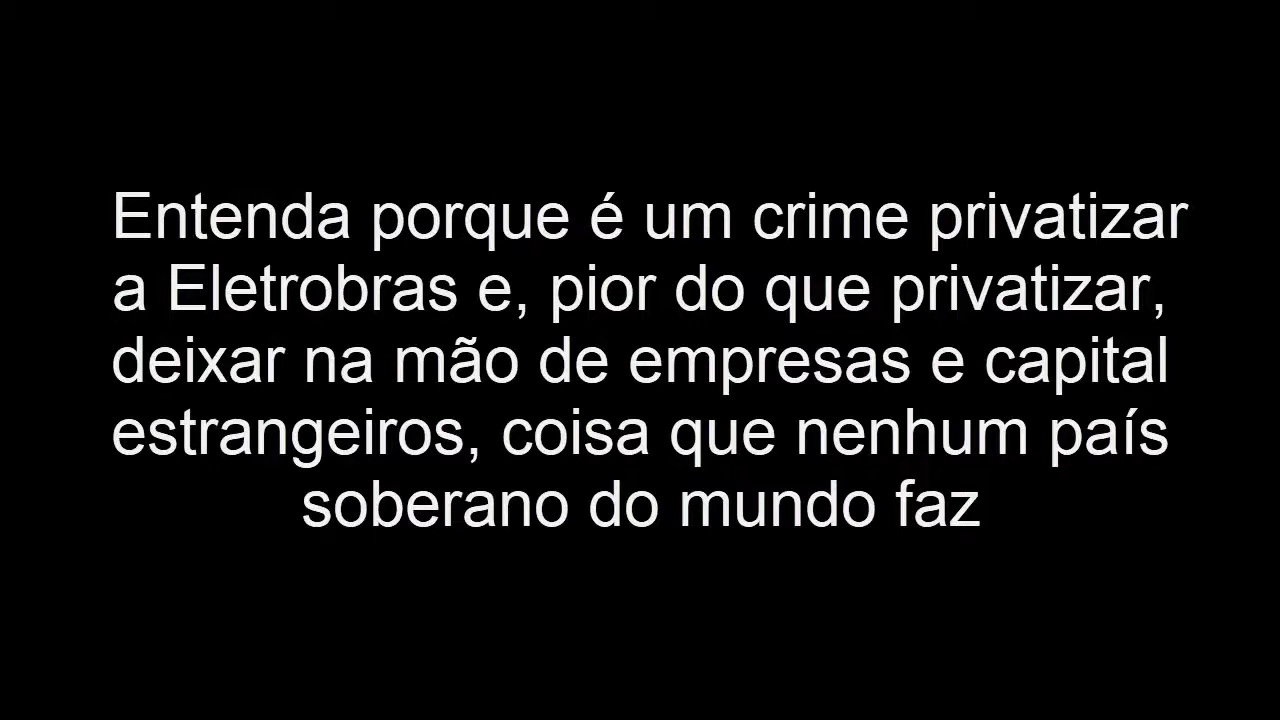 Entenda porque é um crime privatizar
a Eletrobras e, pior do que privatizar,
deixar na mão de empresas e capital
estrangeiros, coisa que nenhum país
soberano do mundo faz